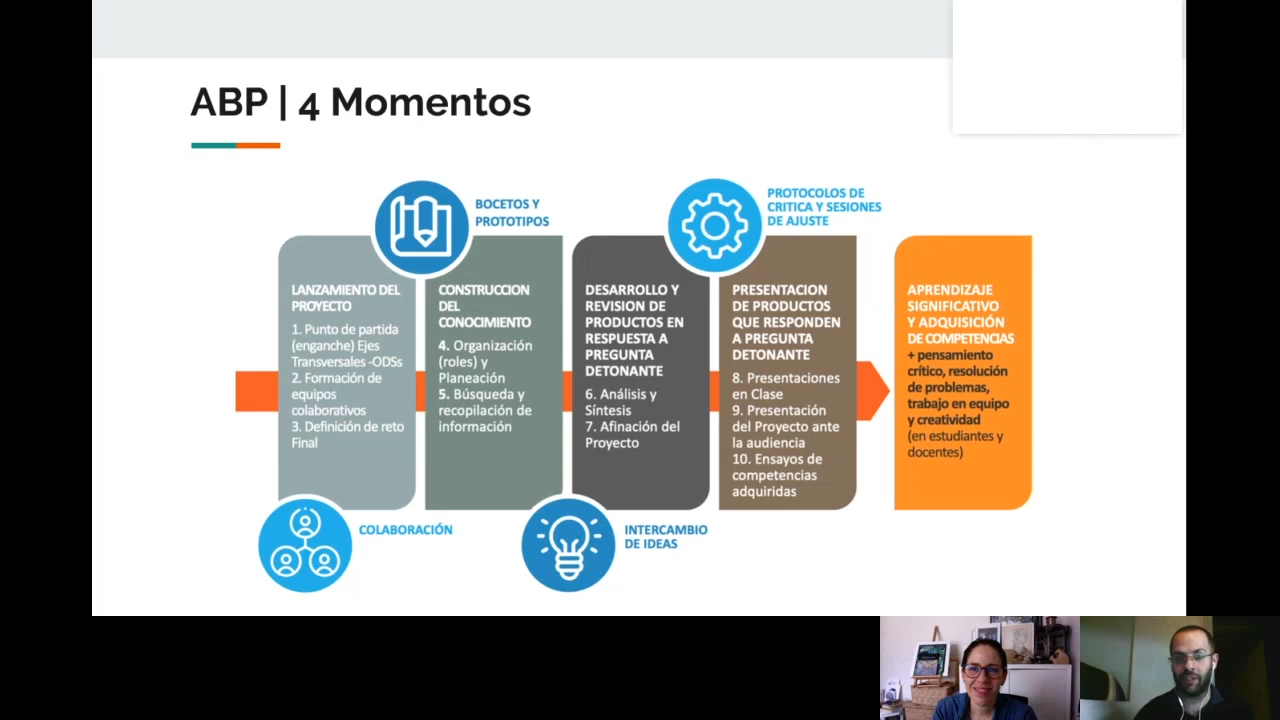 ABP | 4 Momentos
BOCETOS Y
PROTOTIPOS
PROTOCOLOS DE
CRITICA Y SESIONES
DE AJUSTE
LANZAMIENTO DEL
PROYECTO
1. Punto de partida
(enganche) Ejes
Transversales -ODSs
2. Formación de
equipos
colaborativos
3. Definición de reto
Final
CONSTRUCCION
DEL
CONOCIMIENTO
4. Organización
(roles) y
Planeación
5. Búsqueda y
recopilación de
información
DESARROLLO Y
REVISION DE
PRODUCTOS EN
RESPUESTA A
PREGUNTA
DETONANTE
6. Análisis y
Síntesis
7. Afinación del
Proyecto
PRESENTACION
DE PRODUCTOS
QUE RESPONDEN
A PREGUNTA
DETONANTE
8. Presentaciones
en Clase
9. Presentación
del Proyecto ante
la audiencia
10. Ensayos de
competencias
adquiridas
APRENDIZAJE
SIGNIFICATIVO
Y ADQUISICIÓN
DE COMPETENCIAS
+ pensamiento
crítico, resolución
de problemas,
trabajo en equipo
y creatividad
(en estudiantes y
docentes)
COLABORACIÓN
INTERCAMBIO
DE IDEAS